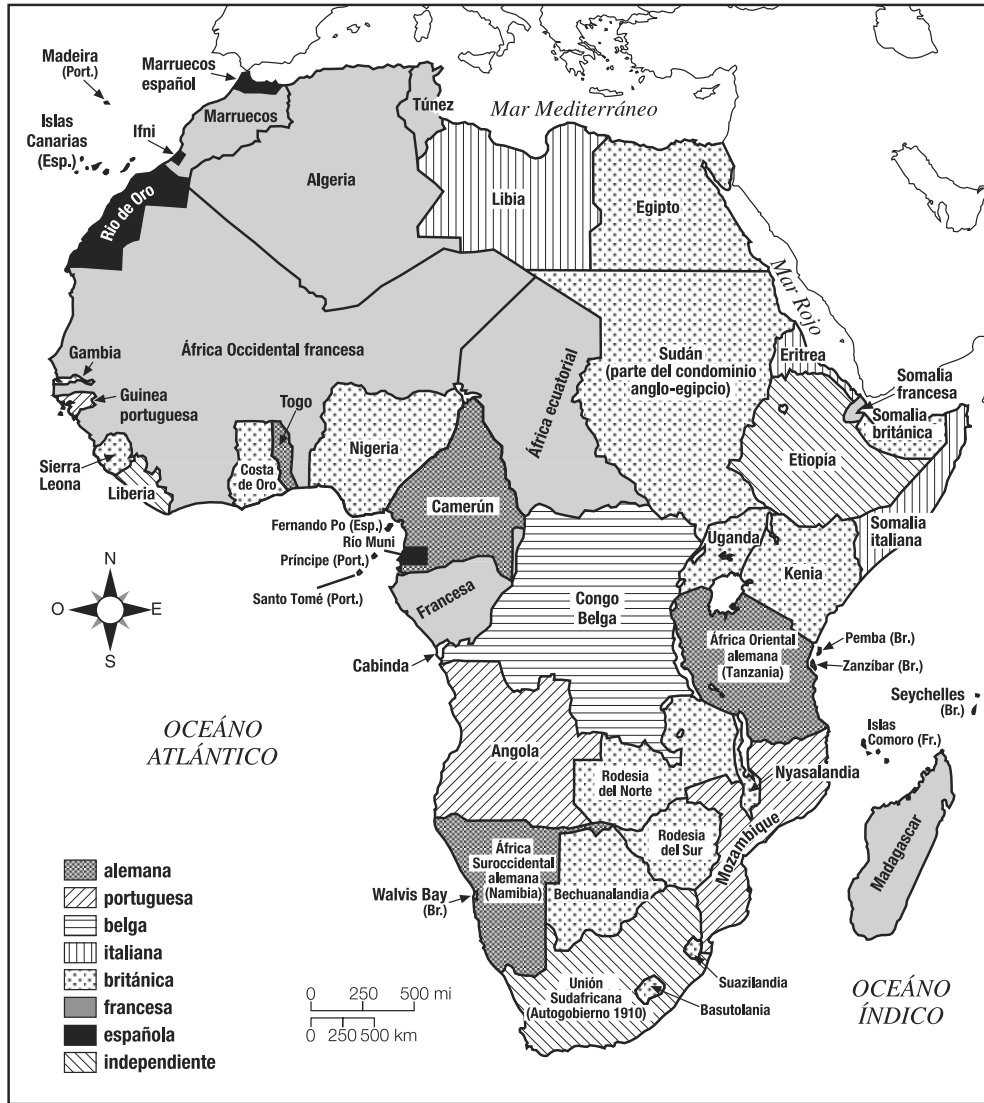 Madeira
(Port.)
Marruecos
español
Mar Mediterráneo
Islas
Canarias
(Esp.)
Ifni
Marruecos
Túnez
Rio de Oro
Algeria
Libia
Egipto
Mar Rojo
África Occidental francesa
África ecuatorial
Sudán
(parte del condominio
anglo-egipcio)
Eritrea
Somalia
francesa
Somalia
británica
Gambia
Guinea
portuguesa
Togo
Nigeria
Etiopía
Sierra
Leona
Liberia
Costa
de Oro
Camerún
Somalia
italiana
Fernando Po (Esp.)
Río Muni
Príncipe (Port.)
Santo Tomé (Port.)
Uganda
Kenia
N
O
E
S
Francesa
Congo
Belga
África Oriental
alemana
(Tanzania)
Pemba (Br.)
Zanzíbar (Br.)
Cabinda
Seychelles
(Br.)
OCEÁNO
ATLÁNTICO
Islas
Comoro (Fr.)
Angola
Rodesia
del Norte
Nyasalandia
Rodesia
del Sur
Mozambique
Madagascar
África
Suroccidental
alemana
(Namibia)
Walvis Bay
(Br.)
Bechuanalandia
alemana
portuguesa
belga
italiana
británica
francesa
española
independiente
0 250 500 mi
0 250 500 km
Unión
Sudafricana
(Autogobierno 1910)
Suazilandia
Basutolania
OCEÁNO
ÍNDICO